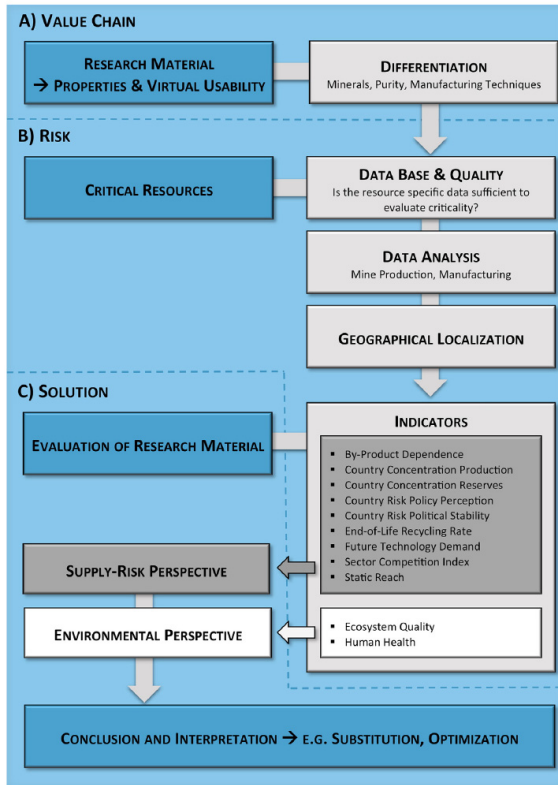 A) VALUE CHAIN
RESEARCH MATERIAL
→ PROPERTIES & VIRTUAL USABILITY
DIFFERENTIATION
Minerals, Purity, Manufacturing Techniques
B) RISK
CRITICAL RESOURCES
DATA BASE & QUALITY
Is the resource specific data sufficient to
evaluate criticality?
DATA ANALYSIS
Mine Production, Manufacturing
GEOGRAPHICAL LOCALIZATION
C) SOLUTION
EVALUATION OF RESEARCH MATERIAL
INDICATORS
▪ By-Product Dependence
▪ Country Concentration Production
▪ Country Concentration Reserves
▪ Country Risk Policy Perception
▪ Country Risk Political Stability
▪ End-of-Life Recycling Rate
▪ Future Technology Demand
▪ Sector Competition Index
▪ Static Reach
SUPPLY-RISK PERSPECTIVE
ENVIRONMENTAL PERSPECTIVE
▪ Ecosystem Quality
▪ Human Health
CONCLUSION AND INTERPRETATION → E.G. SUBSTITUTION, OPTIMIZATION